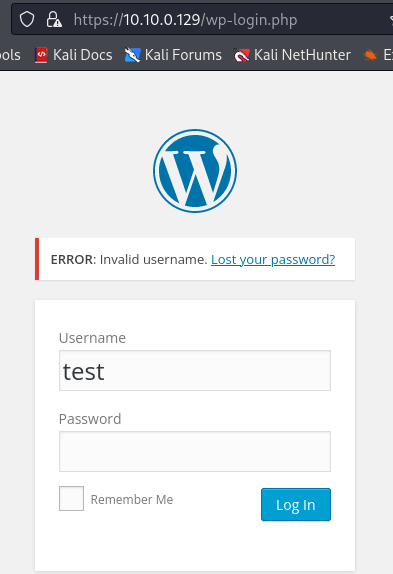 https://10.10.0.129/wp-login.php
ols Kali Docs Kali Forums Kali NetHunter
ERROR: Invalid username. Lost your password?
Username
test
Password
Remember Me Log In